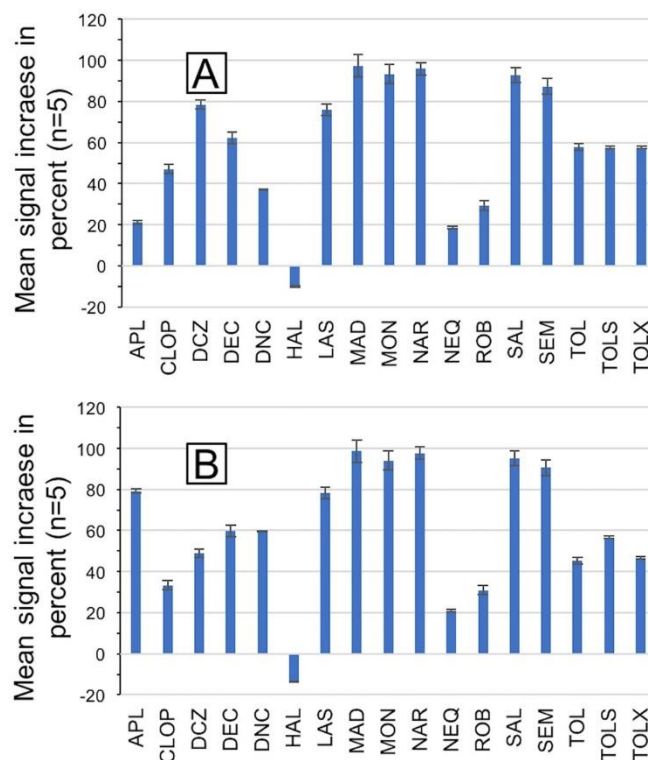 120
100
80
60
40
20
0
-20
Mean signal incraese in
percent (n=5)
A
APL
CLOP
DCZ
DEC
DNC
HAL
LAS
MAD
MON
NAR
NEQ
ROB
SAL
SEM
TOL
TOLS
TOLX
120
100
80
60
40
20
0
-20
Mean signal incraese in
percent (n=5)
B
APL
CLOP
DCZ
DEC
DNC
HAL
LAS
MAD
MON
NAR
NEQ
ROB
SAL
SEM
TOL
TOLS
TOLX